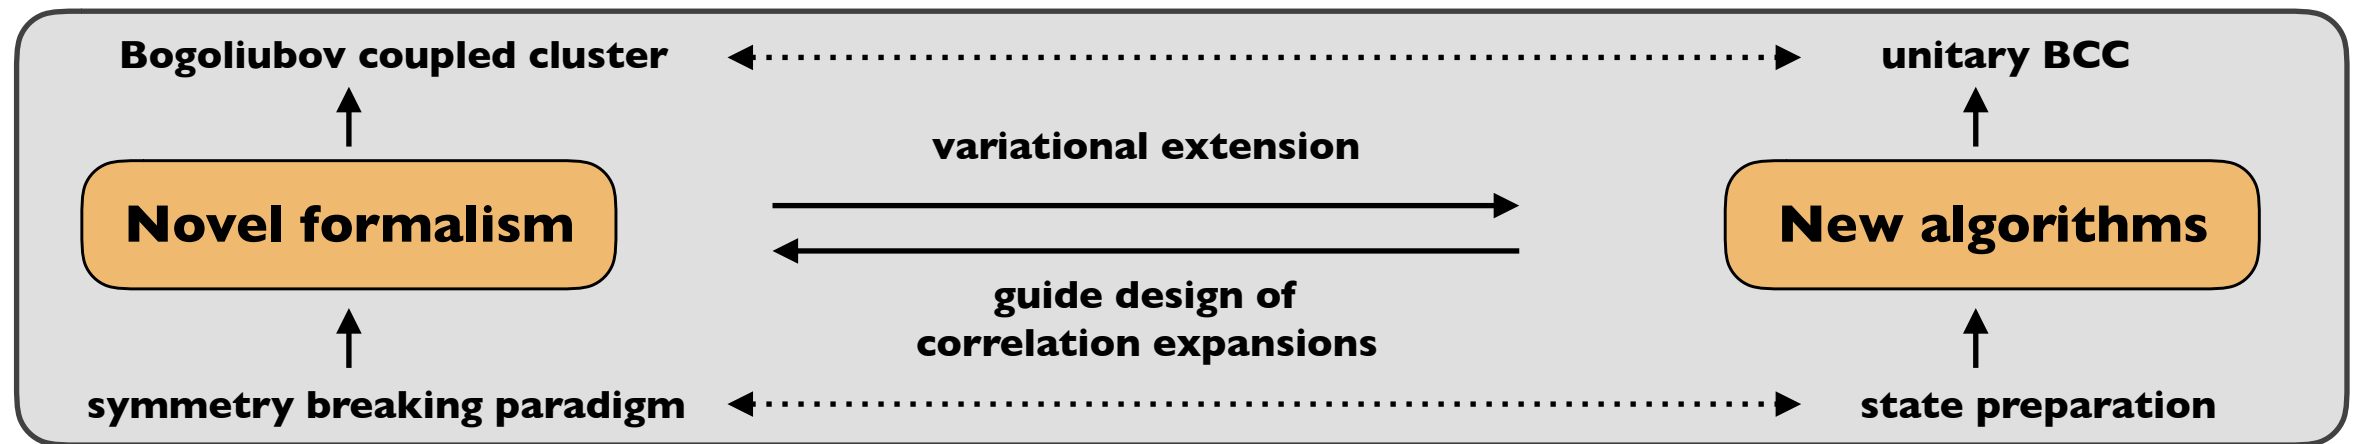 Bogoliubov coupled cluster
unitary BCC
variational extension
Novel formalism
New algorithms
guide design of
correlation expansions
symmetry breaking paradigm
state preparation